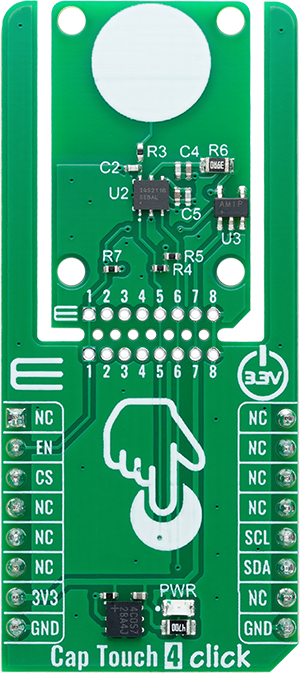 R3
C4
R6
C2
U2
C5
U3
R7
R5
R4
1 2 3 4 5 6 7 8
1 2 3 4 5 6 7 8
3.3V
NC NC
EN NC
CS NC
NC NC
NC SCL
NC SDA
3V3 NC
GND GND
PWR
4C057
28A4J
Cap Touch 4 click